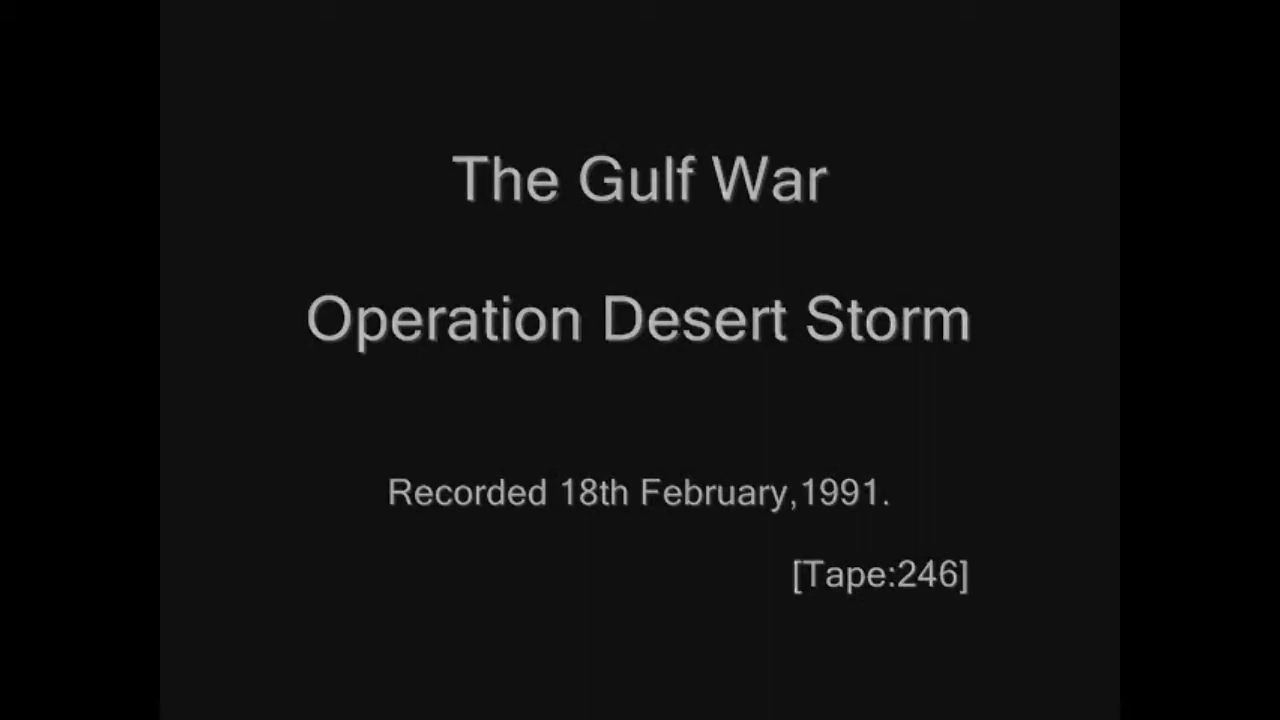 The Gulf War
Operation Desert Storm
Recorded 18th February,1991.
[Tape:246]